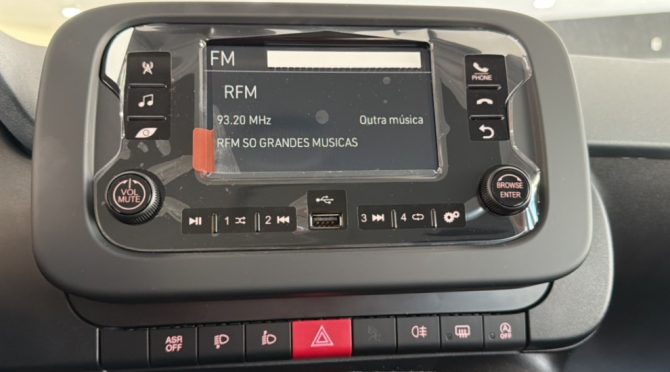 FM
RFM
93.20 MHz Outra música
RFM SO GRANDES MUSICAS
PHONE
VOL
MUTE
BROWSE
ENTER
1
2
3
4
ASR
OFF
A
OFF